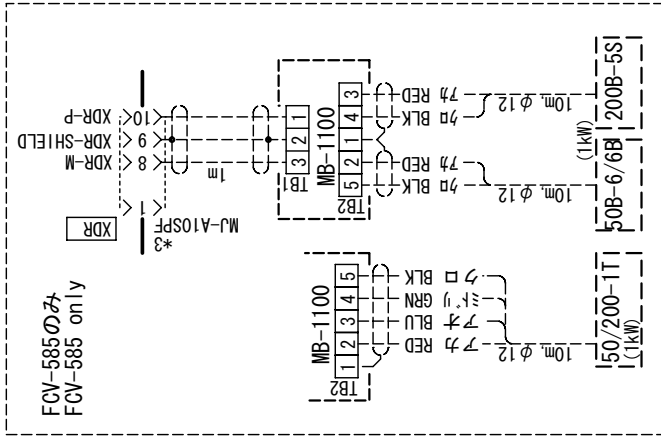 FCV-585のみ
FCV-585 only
XDR
*3
MJ-A10SPF
1
XDR-M 8
XDR-SHIELD 9
XDR-P 10
1m
TB1
3
2
1
MB-1100
TB2
3
4
1
2
5
アカ RED
クロ BLK
アカ RED
クロ BLK
10m, φ12
10m, φ12
200B-5S
(1kW)
50B-6/6B
MB-1100
TB2
5
4
3
2
1
クロ BLK
ミドリ GRN
アオ BLU
アカ RED
10m, φ12
50/200-1T
(1kW)